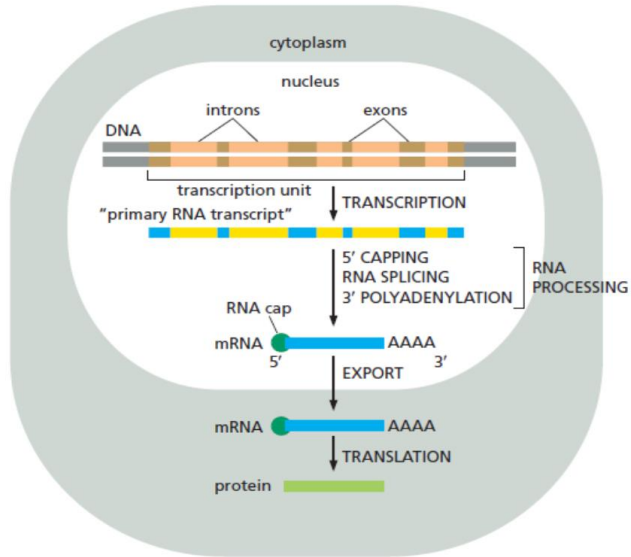 cytoplasm
nucleus
introns
exons
DNA
transcription unit
TRANSCRIPTION
"primary RNA transcript"
5′ CAPPING
RNA SPLICING
3′ POLYADENYLATION
RNA
PROCESSING
RNA cap
mRNA
AAAA
5′
3′
EXPORT
mRNA
AAAA
TRANSLATION
protein